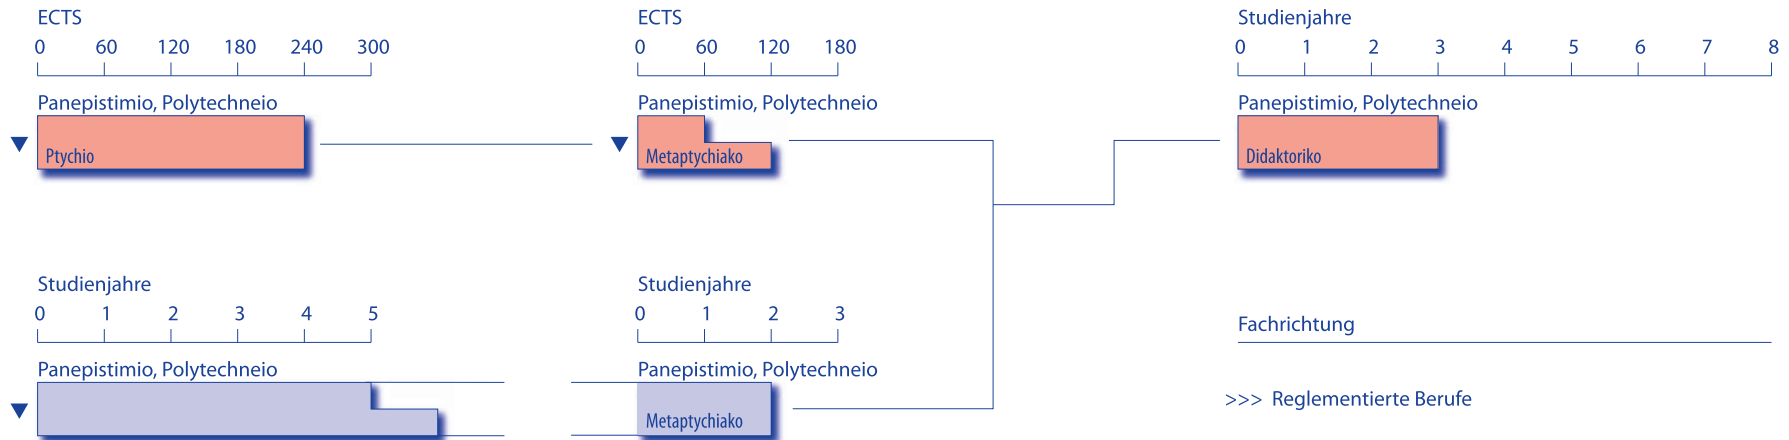 ECTS
0 60 120 180 240 300
Panepistimio, Polytechneio
Ptychio
ECTS
0 60 120 180
Panepistimio, Polytechneio
Metaptychiako
Studienjahre
0 1 2 3 4 5 6 7 8
Panepistimio, Polytechneio
Didaktoriko
Studienjahre
0 1 2 3 4 5
Panepistimio, Polytechneio
Studienjahre
0 1 2 3
Panepistimio, Polytechneio
Metaptychiako
Fachrichtung
>>> Reglementierte Berufe